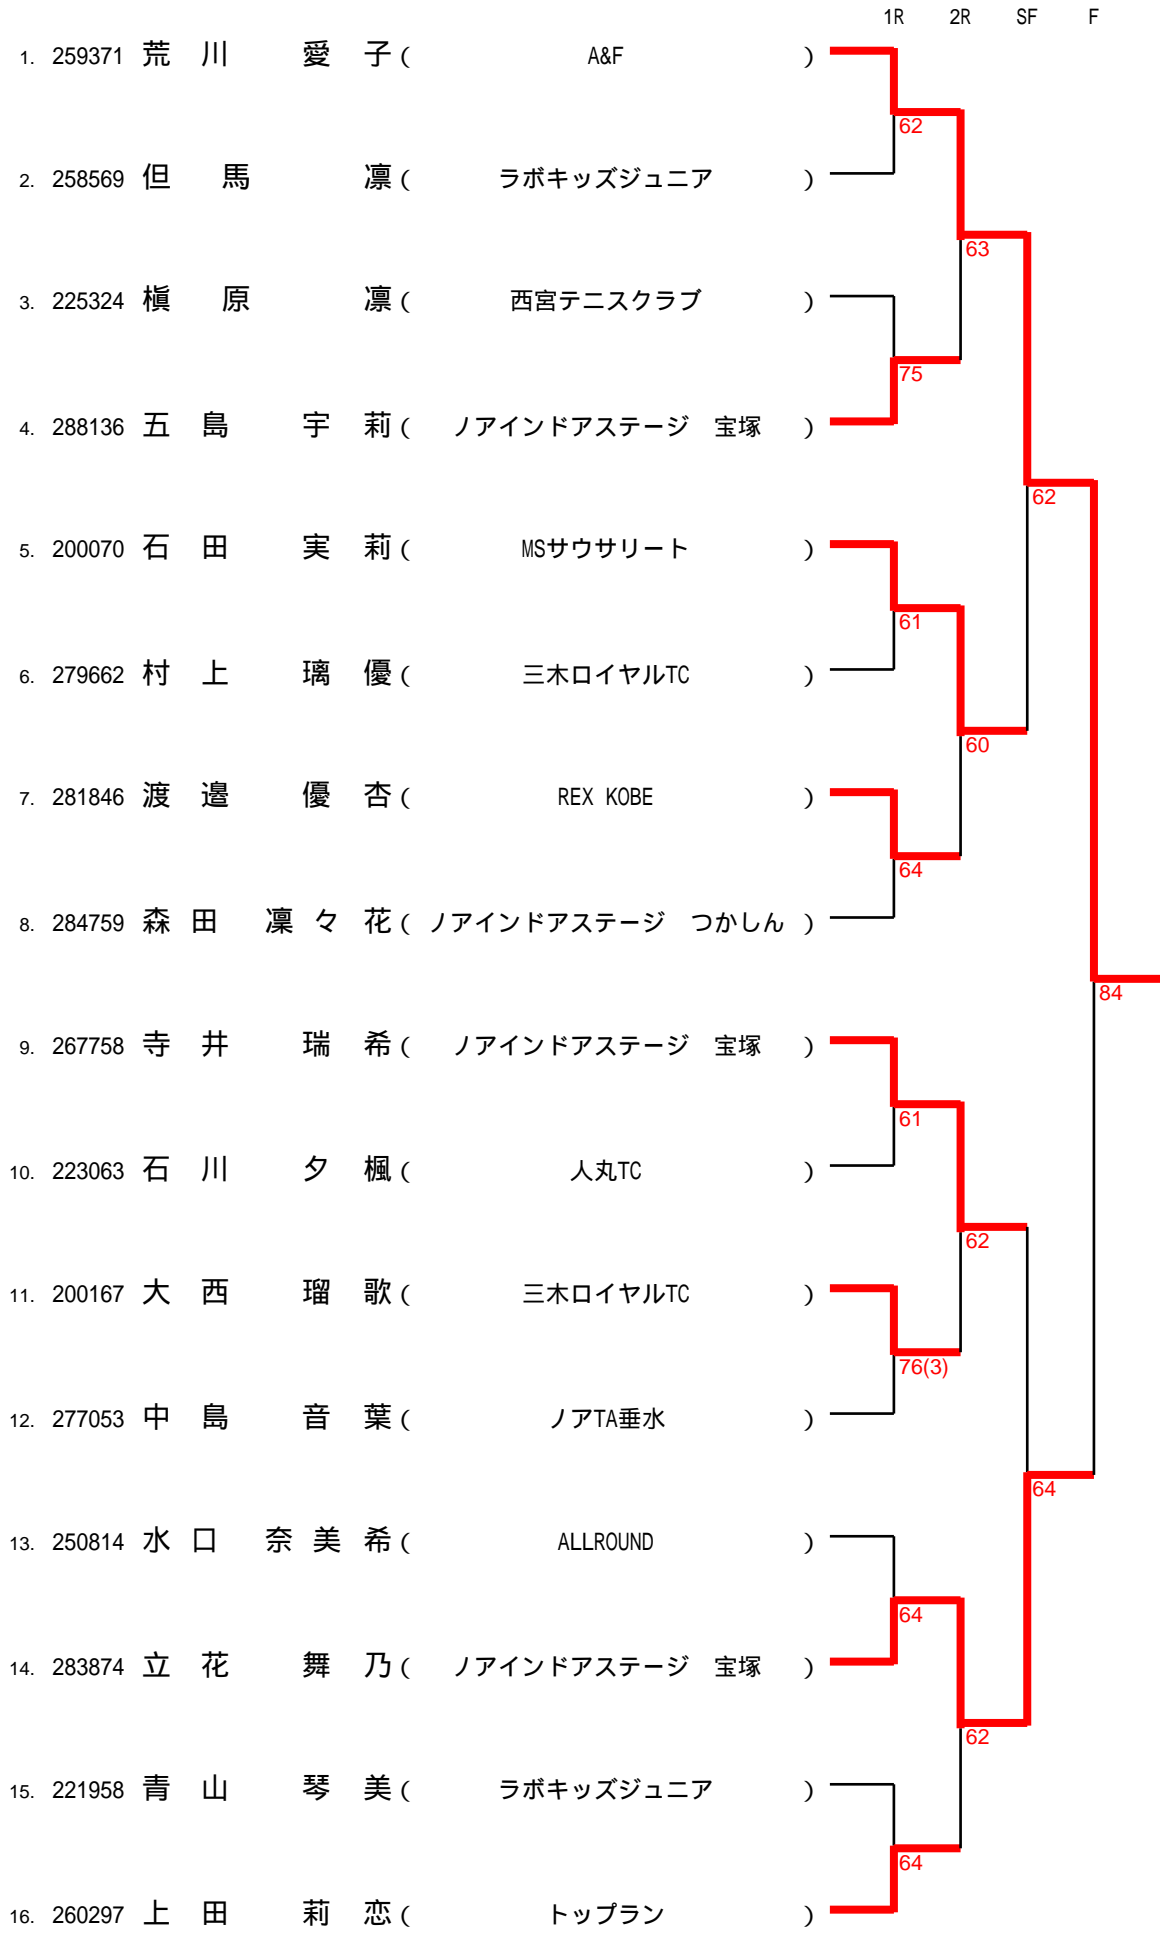 1R 2R SF F
1. 259371 荒川 愛子 ( A&F )
62
2. 258569 但馬 凛 ( ラボキッズジュニア )
63
3. 225324 槇原 凛 ( 西宮テニスクラブ )
75
4. 288136 五島 宇莉 ( ノアインドアステージ 宝塚 )
62
5. 200070 石田 実莉 ( MSサウサリート )
61
6. 279662 村上 璃優 ( 三木ロイヤルTC )
60
7. 281846 渡邉 優杏 ( REX KOBE )
64
8. 284759 森田 凜々花 ( ノアインドアステージ つかしん )
84
9. 267758 寺井 瑞希 ( ノアインドアステージ 宝塚 )
61
10. 223063 石川 夕楓 ( 人丸TC )
62
11. 200167 大西 瑠歌 ( 三木ロイヤルTC )
76(3)
12. 277053 中島 音葉 ( ノアTA垂水 )
64
13. 250814 水口 奈美希 ( ALLROUND )
64
14. 283874 立花 舞乃 ( ノアインドアステージ 宝塚 )
62
15. 221958 青山 琴美 ( ラボキッズジュニア )
64
16. 260297 上田 莉恋 ( トップラン )